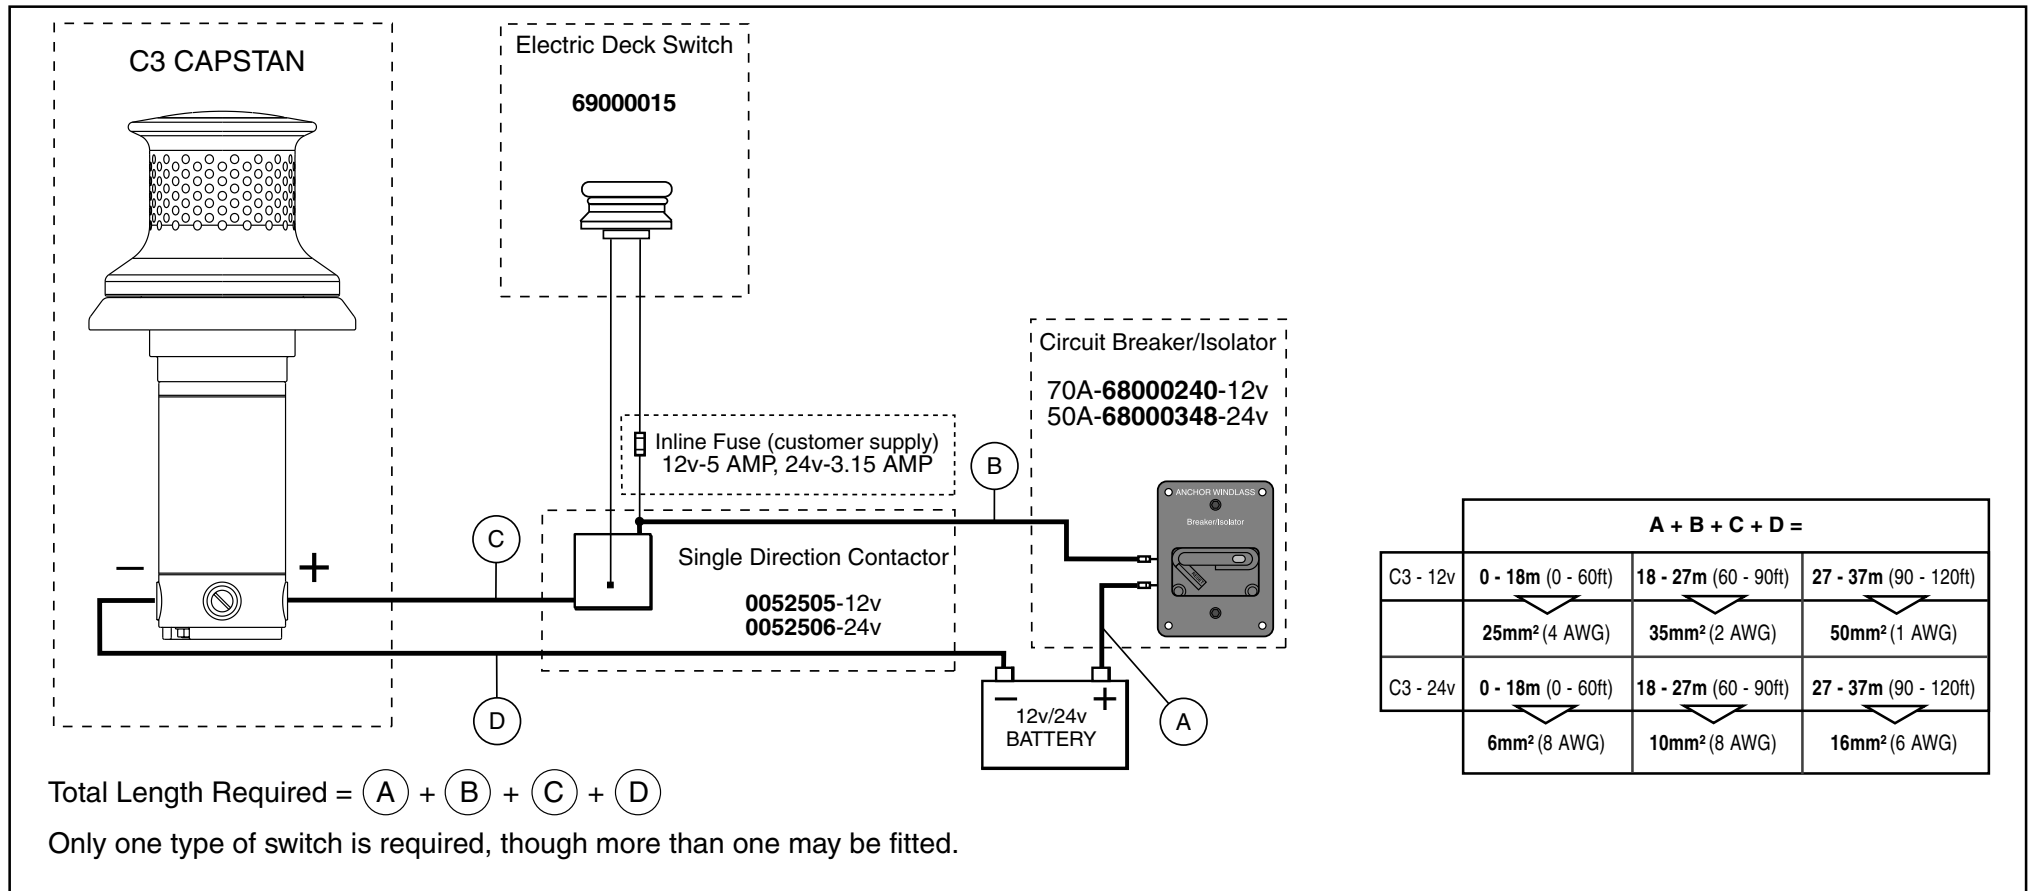 C3 CAPSTAN
Electric Deck Switch
69000015
Circuit Breaker/Isolator
70A-68000240-12v
50A-68000348-24v
Inline Fuse (customer supply)
12v-5 AMP, 24v-3.15 AMP
B
ANCHOR WINDLASS
Breaker/Isolator
RESET
C
Single Direction Contactor
0052505-12v
0052506-24v
– +
D
– +
12v/24v
BATTERY
A
A + B + C + D =
C3 - 12v 0 - 18m (0 - 60ft) 18 - 27m (60 - 90ft) 27 - 37m (90 - 120ft)
25mm² (4 AWG) 35mm² (2 AWG) 50mm² (1 AWG)
C3 - 24v 0 - 18m (0 - 60ft) 18 - 27m (60 - 90ft) 27 - 37m (90 - 120ft)
6mm² (8 AWG) 10mm² (8 AWG) 16mm² (6 AWG)
Total Length Required = A + B + C + D
Only one type of switch is required, though more than one may be fitted.